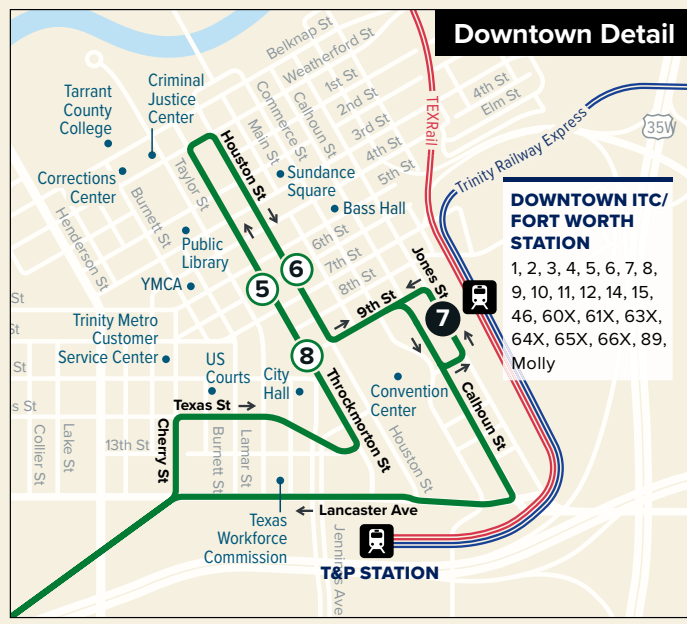 Downtown Detail
Belknap St
Weatherford St
1st St
2nd St
3rd St
4th St
5th St
4th St
Elm St
Commerce St
Calhoun St
Main St
TEXRail
Trinity Railway Express
35W
Tarrant
County
College
Criminal
Justice
Center
Corrections
Center
Houston St
Taylor St
Burnett St
Henderson St
Sundance
Square
Bass Hall
Public
Library
YMCA
6th St
7th St
8th St
9th St
Jones St
5
6
7
8
DOWNTOWN ITC/
FORT WORTH
STATION
1, 2, 3, 4, 5, 6, 7, 8,
9, 10, 11, 12, 14, 15,
46, 60X, 61X, 63X,
64X, 65X, 66X, 89,
Molly
Trinity Metro
Customer
Service Center
US
Courts
City
Hall
Convention
Center
St
St
St
s St
Texas St
Throckmorton St
Calhoun St
Houston St
Cherry St
13th St
Collier St
Lake St
Burnett St
Lamar St
Lancaster Ave
Texas
Workforce
Commission
Jennings Ave
T&P STATION